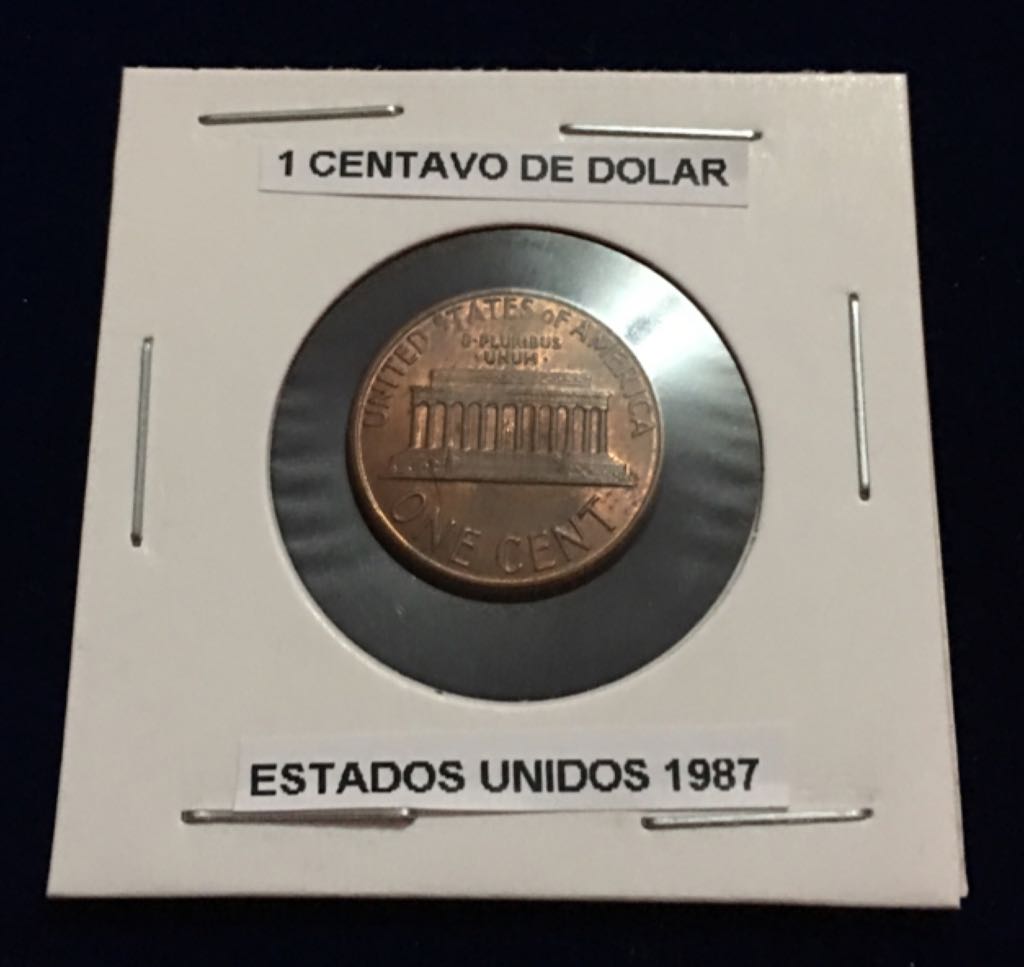 1 CENTAVO DE DOLAR
UNITED STATES OF AMERICA
E·PLURIBUS
·UNUM·
ONE CENT
ESTADOS UNIDOS 1987